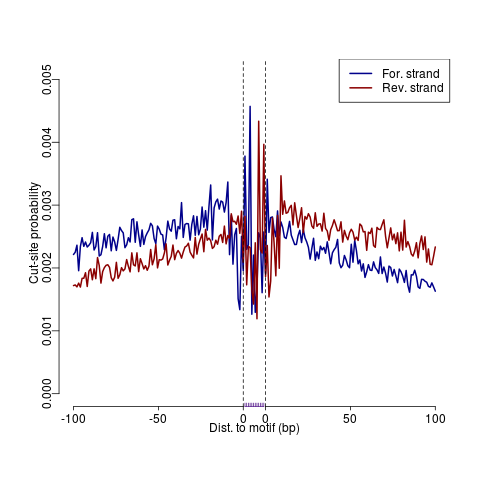 For. strand
Rev. strand
Cut-site probability
0.005
0.004
0.003
0.002
0.001
0.000
-100 -50 0 0 50 100
Dist. to motif (bp)